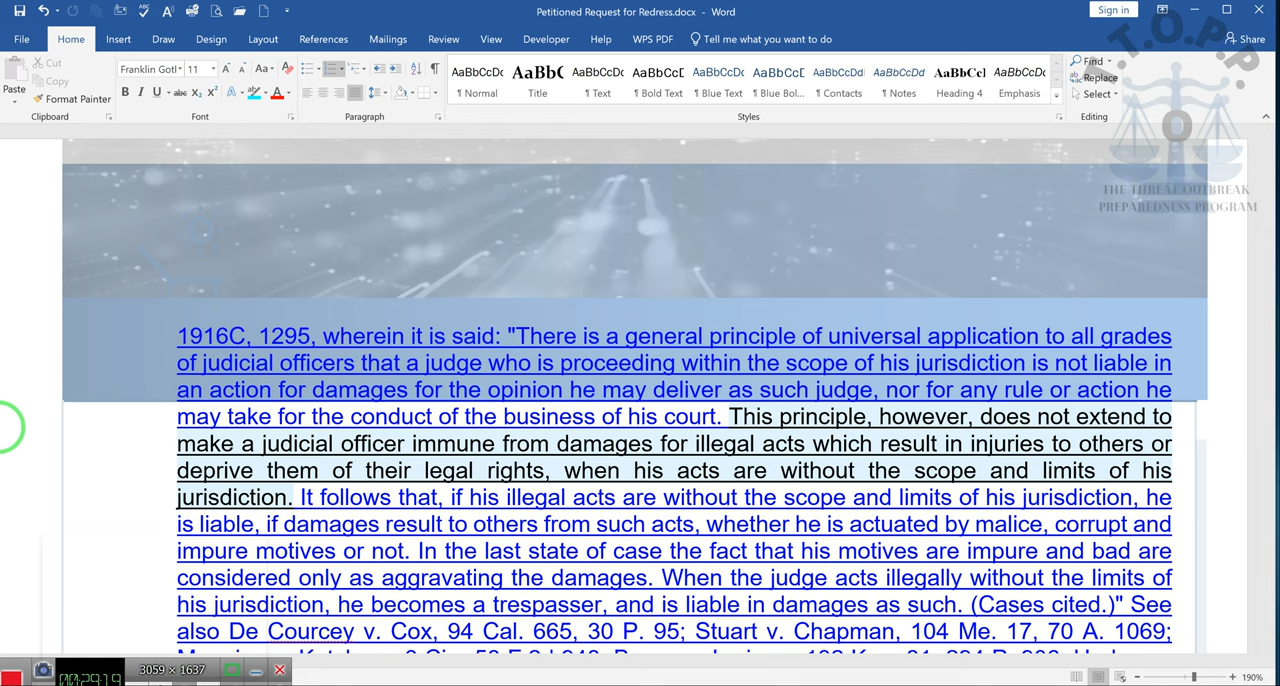 Petitioned Request for Redress.docx - Word
Sign in
File Home Insert Draw Design Layout References Mailings Review View Developer Help WPS PDF Tell me what you want to do Share
Paste
Cut
Copy
Format Painter
Clipboard
Franklin Gotl 11
Font
Paragraph
AaBbCcDc AaBbC AaBbCcDc AaBbCcD AaBbCcDd AaBbCcD AaBbCcDdI AaBbCcDd AaBbCcI AaBbCcDc
¶ Normal Title ¶ Text ¶ Bold Text ¶ Blue Text ¶ Blue Bol... ¶ Contacts ¶ Notes Heading 4 Emphasis
Styles
Find
Replace
Select
Editing
T.O.P.P.
THE THREAT OUTBREAK
PREPAREDNESS PROGRAM
1916C, 1295, wherein it is said: "There is a general principle of universal application to all grades
of judicial officers that a judge who is proceeding within the scope of his jurisdiction is not liable in
an action for damages for the opinion he may deliver as such judge, nor for any rule or action he
may take for the conduct of the business of his court. This principle, however, does not extend to
make a judicial officer immune from damages for illegal acts which result in injuries to others or
deprive them of their legal rights, when his acts are without the scope and limits of his
jurisdiction. It follows that, if his illegal acts are without the scope and limits of his jurisdiction, he
is liable, if damages result to others from such acts, whether he is actuated by malice, corrupt and
impure motives or not. In the last state of case the fact that his motives are impure and bad are
considered only as aggravating the damages. When the judge acts illegally without the limits of
his jurisdiction, he becomes a trespasser, and is liable in damages as such. (Cases cited.)" See
also De Courcey v. Cox, 94 Cal. 665, 30 P. 95; Stuart v. Chapman, 104 Me. 17, 70 A. 1069;
00:29:19
3059 × 1637
190%